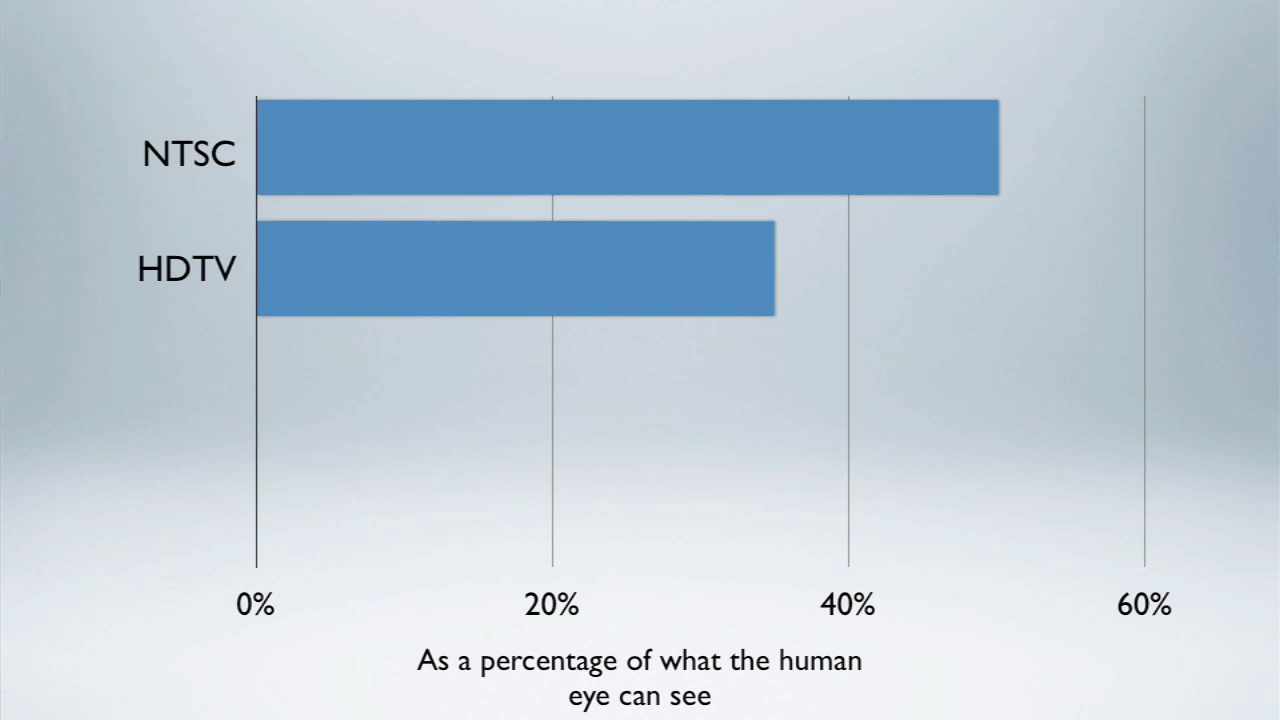 NTSC
HDTV
0% 20% 40% 60%
As a percentage of what the human
eye can see